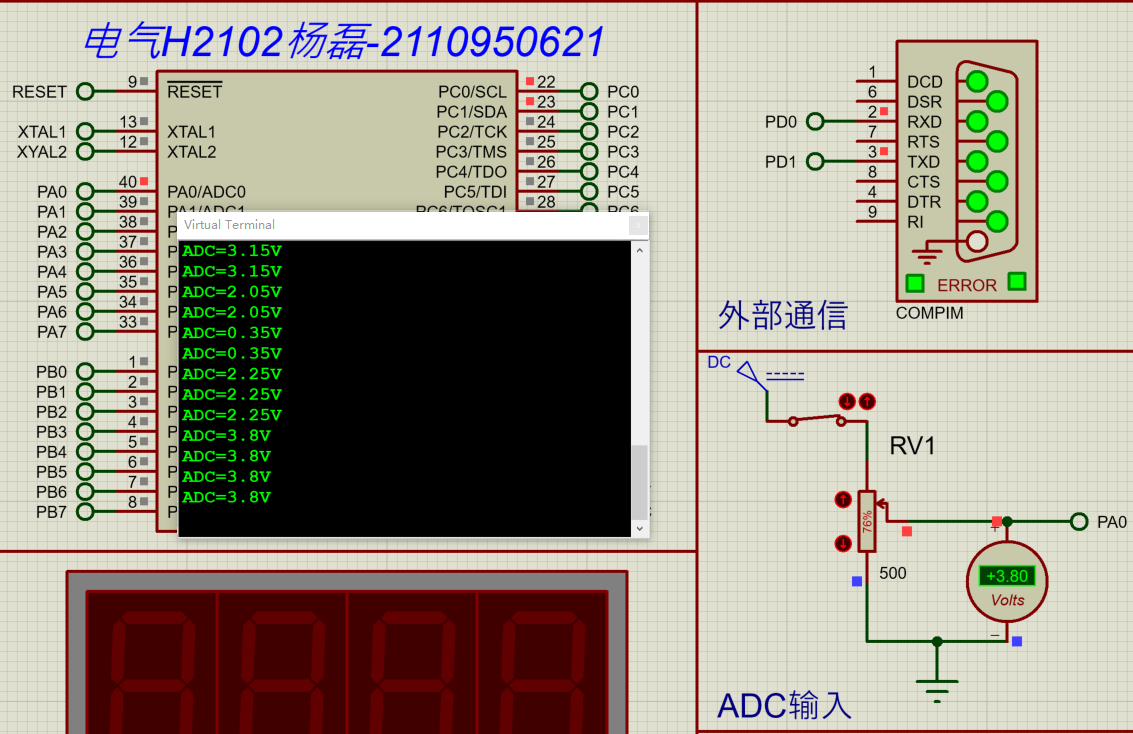 电气H2102杨磊-2110950621
RESET
9
RESET
XTAL1
13
XTAL1
XYAL2
12
XTAL2
PA0
40
PA0/ADC0
PA1
39
PA1/ADC1
PA2
38
PA3
37
PA4
36
PA5
35
PA6
34
PA7
33
PB0
1
PB1
2
PB2
3
PB3
4
PB4
5
PB5
6
PB6
7
PB7
8
PC0/SCL
22
PC0
PC1/SDA
23
PC1
PC2/TCK
24
PC2
PC3/TMS
25
PC3
PC4/TDO
26
PC4
PC5/TDI
27
PC5
PC6/TOSC1
28
PC6
Virtual Terminal
ADC=3.15V
ADC=3.15V
ADC=2.05V
ADC=2.05V
ADC=0.35V
ADC=0.35V
ADC=2.25V
ADC=2.25V
ADC=2.25V
ADC=3.8V
ADC=3.8V
ADC=3.8V
ADC=3.8V
1
DCD
6
DSR
PD0
2
RXD
7
RTS
PD1
3
TXD
8
CTS
4
DTR
9
RI
ERROR
COMPIM
外部通信
DC
RV1
76%
500
PA0
+
+3.80
Volts
−
ADC输入